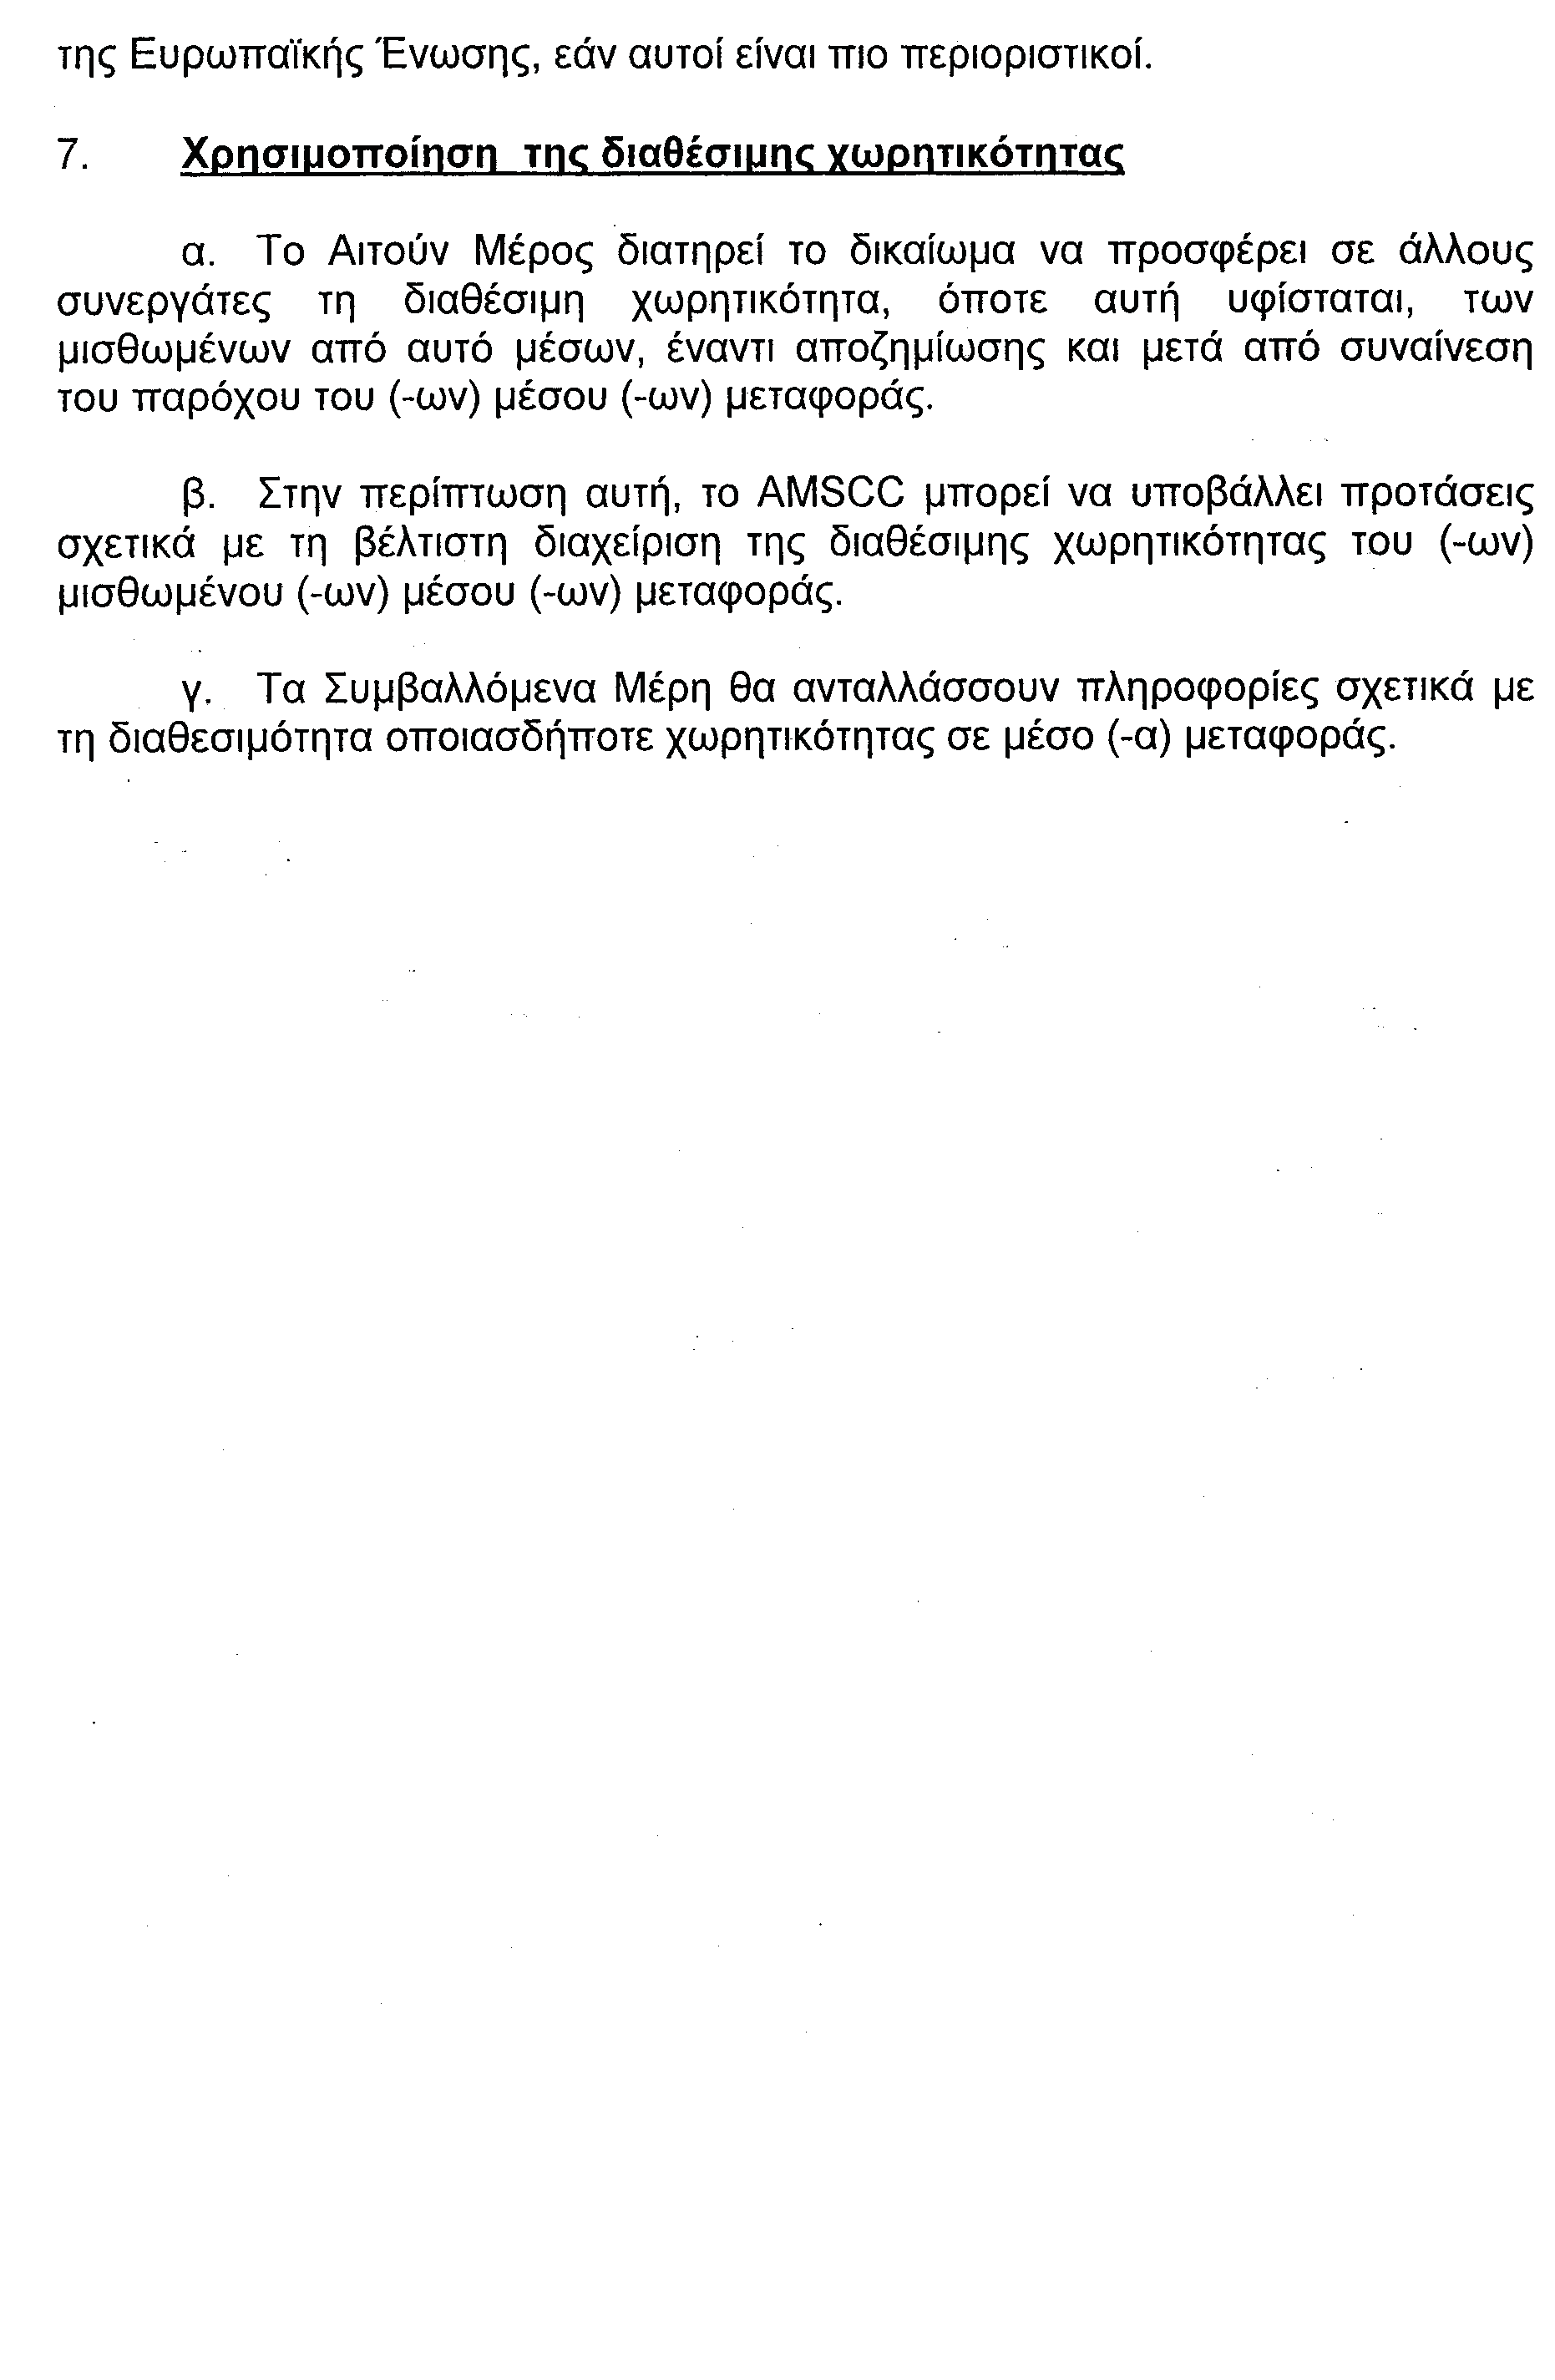 της Ευρωπαϊκής Ένωσης, εάν αυτοί είναι πιο περιοριστικοί.
7. Χρησιμοποίηση της διαθέσιμης χωρητικότητας
α. Το Αιτούν Μέρος διατηρεί το δικαίωμα να προσφέρει σε άλλους
συνεργάτες τη διαθέσιμη χωρητικότητα, όποτε αυτή υφίσταται, των
μισθωμένων από αυτό μέσων, έναντι αποζημίωσης και μετά από συναίνεση
του παρόχου του (-ων) μέσου (-ων) μεταφοράς.
β. Στην περίπτωση αυτή, το AMSCC μπορεί να υποβάλλει προτάσεις
σχετικά με τη βέλτιστη διαχείριση της διαθέσιμης χωρητικότητας του (-ων)
μισθωμένου (-ων) μέσου (-ων) μεταφοράς.
γ. Τα Συμβαλλόμενα Μέρη θα ανταλλάσσουν πληροφορίες σχετικά με
τη διαθεσιμότητα οποιασδήποτε χωρητικότητας σε μέσο (-α) μεταφοράς.